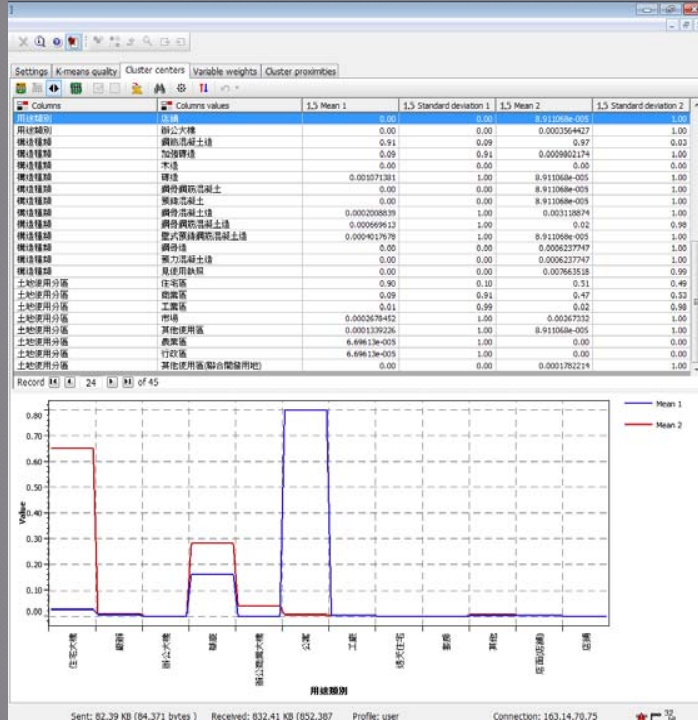 Settings K-means quality Cluster centers Variable weights Cluster proximities
Columns Columns values 1,5 Mean 1 1,5 Standard deviation 1 1,5 Mean 2 1,5 Standard deviation 2
用途類別 店鋪 0.00 0.00 8.911068e-005 1.00
用途類別 辦公大樓 0.00 0.00 0.0003564427 1.00
構造種類 鋼筋混凝土造 0.91 0.09 0.97 0.03
構造種類 加強磚造 0.09 0.91 0.0009802174 1.00
構造種類 木造 0.00 0.00 0.00 0.00
構造種類 磚造 0.001071381 1.00 8.911068e-005 1.00
構造種類 鋼骨鋼筋混凝土 0.00 0.00 8.911068e-005 1.00
構造種類 預鑄混凝土 0.00 0.00 8.911068e-005 1.00
構造種類 鋼骨混凝土造 0.0002008839 1.00 0.003118874 1.00
構造種類 鋼骨鋼筋混凝土造 0.000669613 1.00 0.02 0.98
構造種類 壁式預鑄鋼筋混凝土造 0.0004017678 1.00 8.911068e-005 1.00
構造種類 鋼骨造 0.00 0.00 0.0006237747 1.00
構造種類 預力混凝土造 0.00 0.00 0.0006237747 1.00
構造種類 見使用執照 0.00 0.00 0.007663518 0.99
土地使用分區 住宅區 0.90 0.10 0.51 0.49
土地使用分區 商業區 0.09 0.91 0.47 0.53
土地使用分區 工業區 0.01 0.99 0.02 0.98
土地使用分區 市場 0.0002678452 1.00 0.00267332 1.00
土地使用分區 其他使用區 0.0001339226 1.00 8.911068e-005 1.00
土地使用分區 農業區 6.69613e-005 1.00 0.00 0.00
土地使用分區 行政區 6.69613e-005 1.00 0.00 0.00
土地使用分區 其他使用區(聯合開發用地) 0.00 0.00 0.0001782214 1.00
Record 24 of 45
Mean 1
Mean 2
0.80
0.70
0.60
0.50
0.40
0.30
0.20
0.10
0.00
Value
住宅大樓 廠辦 辦公大樓 華廈 辦公商業大樓 公寓 工廠 透天住宅 套房 其他 店面(店鋪) 店鋪
用途類別
Sent: 82.39 KB (84,371 bytes ) Received: 832.41 KB (852,387 Profile: user Connection: 163.14.70.75